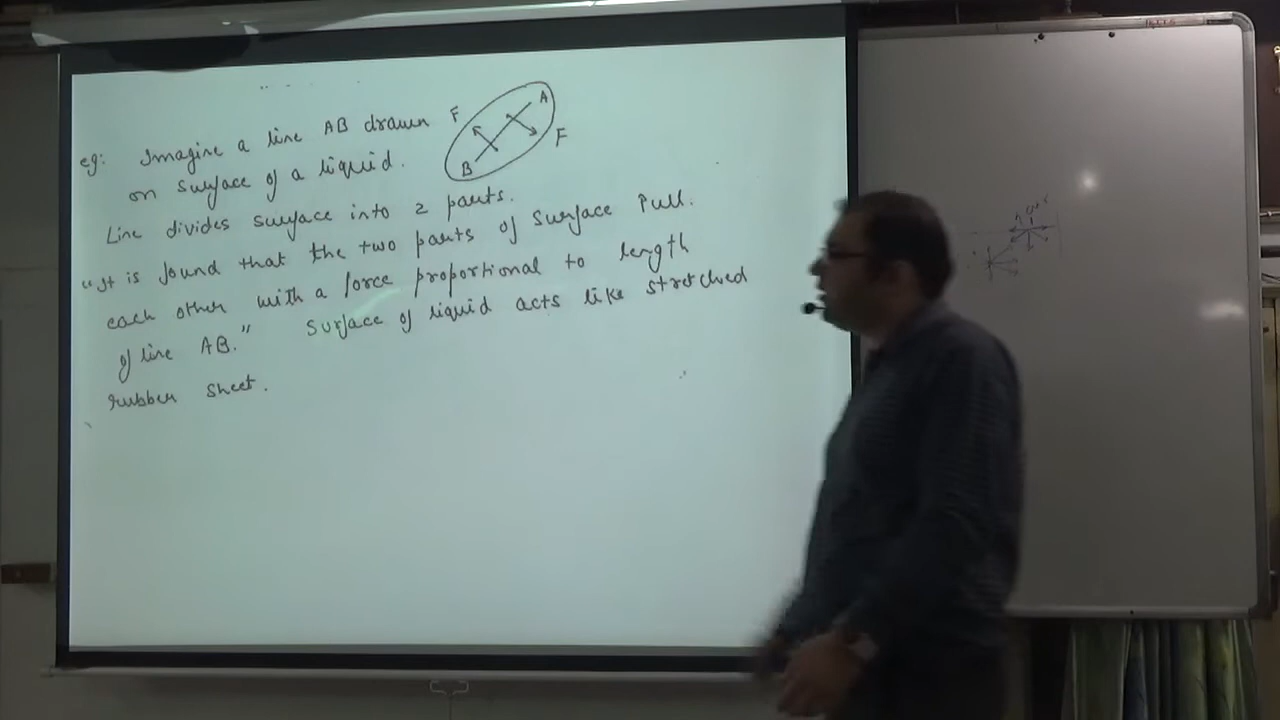 eg: Imagine a line AB drawn
on surface of a liquid.
F
A
B
F
Line divides surface into 2 parts.
"It is found that the two parts of surface Pull
each other with a force proportional to length
of line AB." Surface of liquid acts like stretched
rubber sheet.